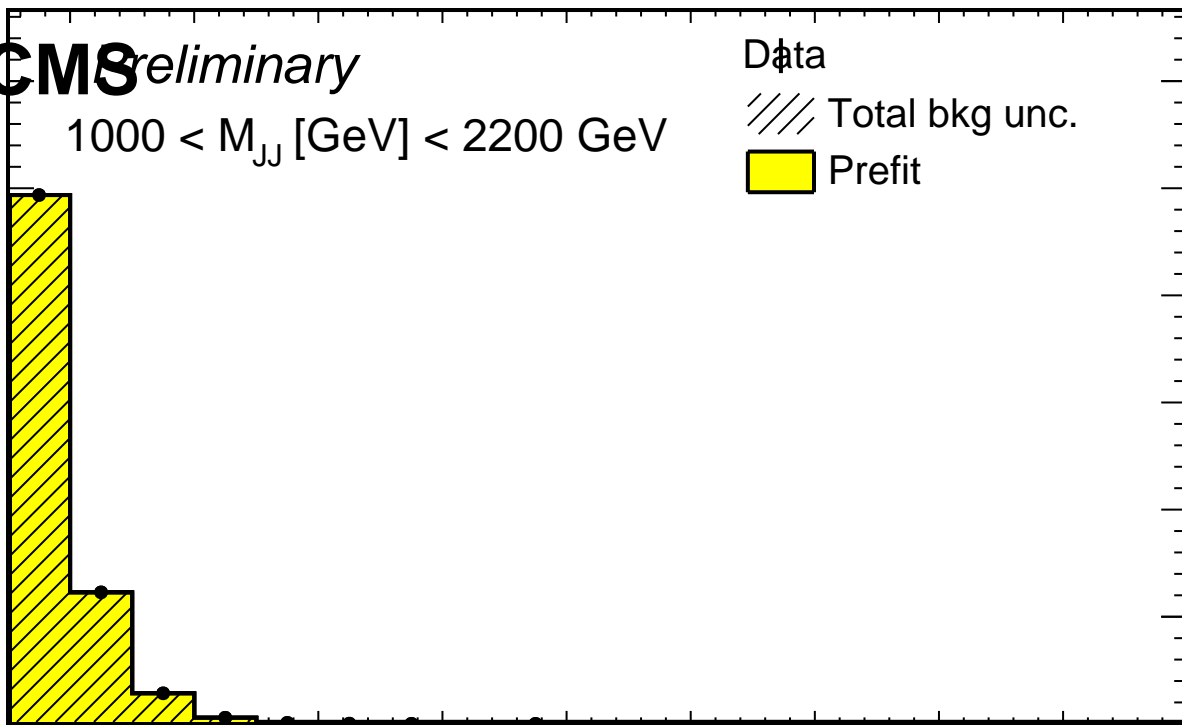 CMS Preliminary
1000 < M_JJ [GeV] < 2200 GeV
Data
Total bkg unc.
Prefit